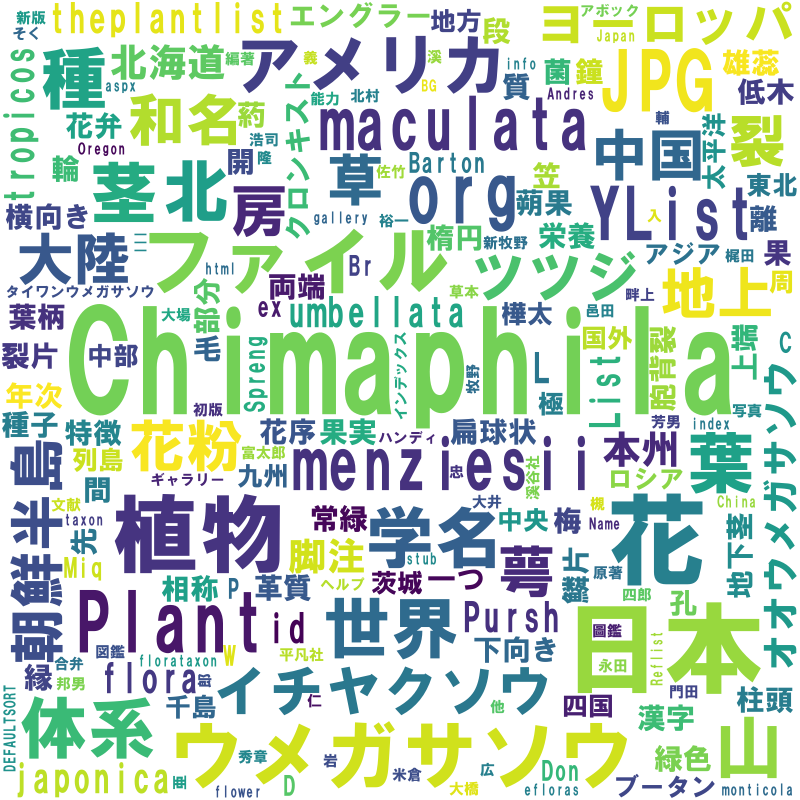 新版
theplantlist
エングラー
地方
段
ヨーロッパ
アボック
Japan
そく
北海道
編著
義
アメリカ
渓
info
菌
鐘
JPG
雄蕊
aspx
種
質
BG
Andres
低木
tropicos
花弁
和名
葯
クロンキスト
能力
北村
maculata
輔
太平洋
Oregon
浩司
中国
裂
輪
開
隆
草
佐竹
Barton
笠
東北
茎
北
房
org
蒴果
YList
離
横向き
gallery
裕一
楕円
新牧野
栄養
入
アジア
梶田
果
大陸
ファイル
html
両端
Br
ツツジ
畔上
地上
周
タイワンウメガサソウ
ex
草本
邑田
葉柄
大場
部分
umbellata
樺太
国外
上端
C
裂片
中部
毛
Chimaphila
Spreng
インデックス
牧野
L
極
List
胞背裂
年次
初版
芳男
写真
種子
特徴
花粉
花序
果実
ハンディ
扁球状
本州
index
葉
オオウメガサソウ
列島
富太郎
九州
menziesii
忠
渓谷社
ロシア
ギャラリー
間
朝鮮半島
文献
taxon
先
植物
常緑
学名
大井
中央
梅
槻
Name
China
花
地下茎
Miq
脚注
stub
萼
鱗片
原著
相称
P
革質
ヘルプ
茨城
一つ
四郎
圖鑑
孔
Plant
id
世界
Pursh
日本
永田
Reflist
合弁
図鑑
florataxon
W
平凡社
下向き
縁
邦男
flora
イチヤクソウ
門田
柱頭
DEFAULTSORT
体系
千島
仁
他
四国
漢字
ウメガサソウ
山
緑色
秀章
岩
広
japonica
亜
flower
D
米倉
大橋
Don
efloras
ブータン
monticola